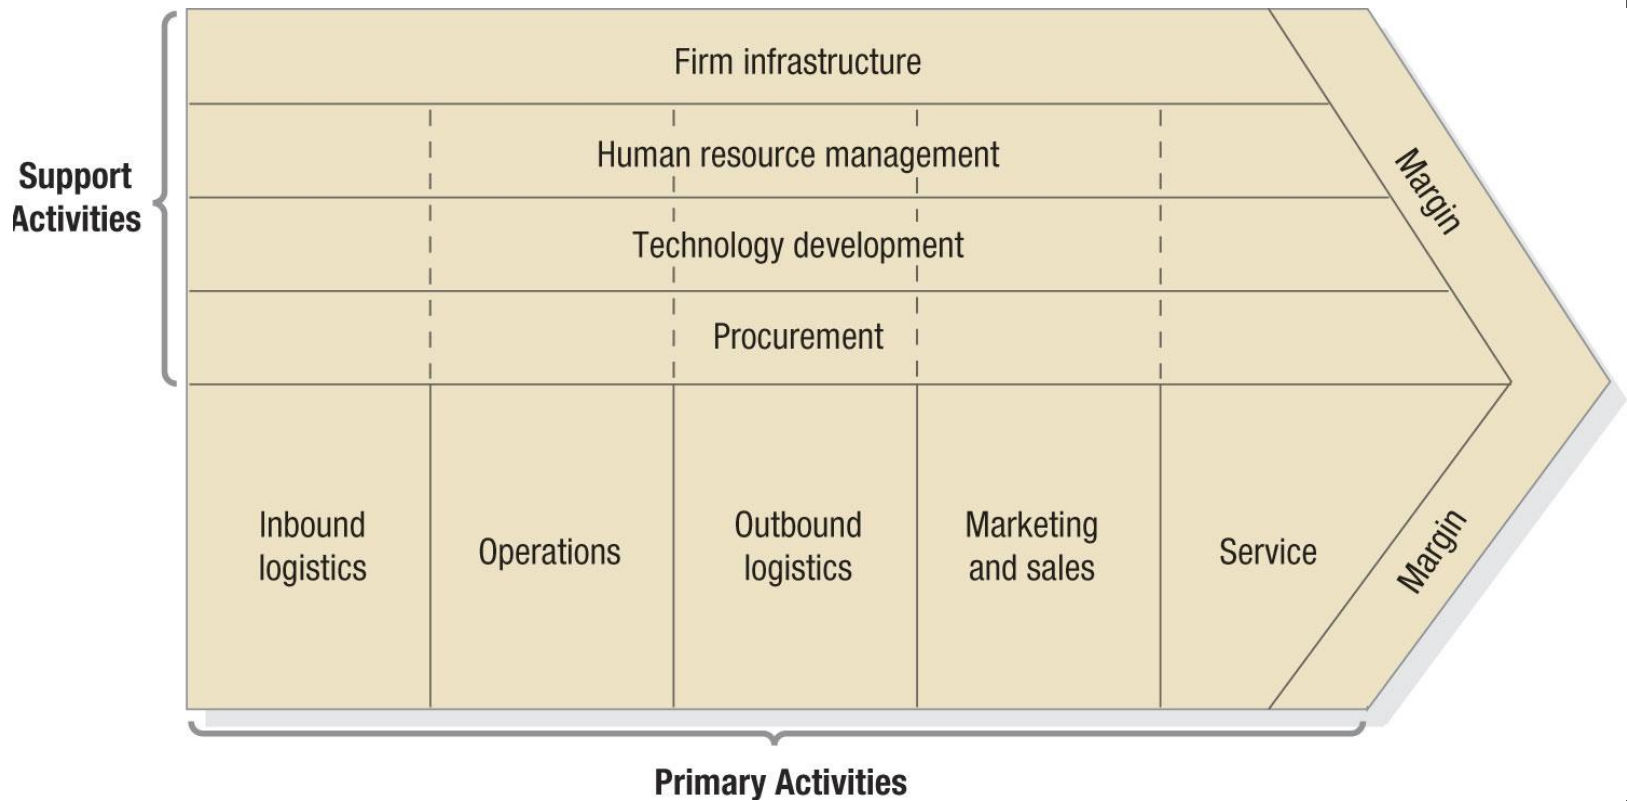 Firm infrastructure
Human resource management
Support
Activities
Technology development
Procurement
Margin
Inbound
logistics
Operations
Outbound
logistics
Marketing
and sales
Service
Margin
Primary Activities